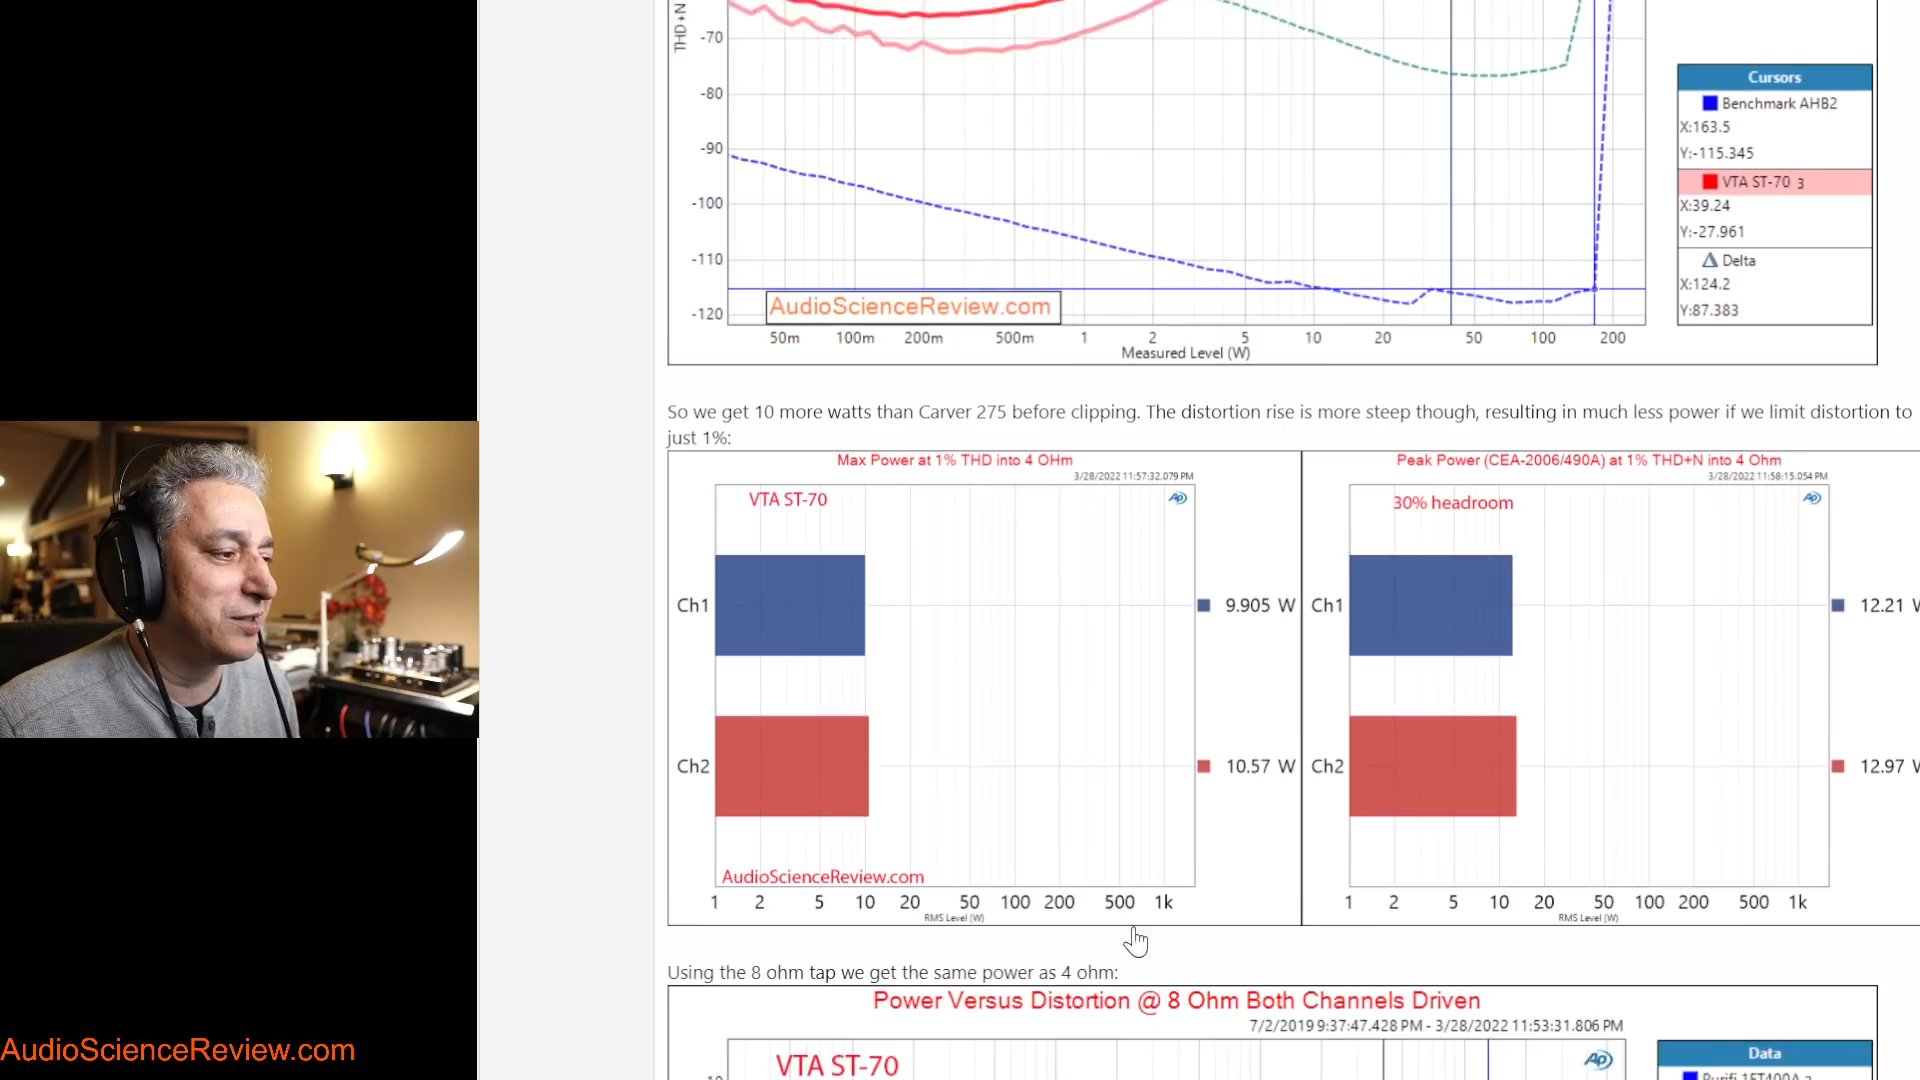 THD+N
-70
-80
-90
-100
-110
-120
AudioScienceReview.com
50m 100m 200m 500m 1 2 5 10 20 50 100 200
Measured Level (W)
Cursors
Benchmark AHB2
X:163.5
Y:-115.345
VTA ST-70 3
X:39.24
Y:-27.961
Delta
X:124.2
Y:87.383
So we get 10 more watts than Carver 275 before clipping. The distortion rise is more steep though, resulting in much less power if we limit distortion to
just 1%:
Max Power at 1% THD into 4 OHm
3/28/2022 11:57:32.079 PM
VTA ST-70
AP
Ch1
9.905 W
Ch2
10.57 W
AudioScienceReview.com
1 2 5 10 20 50 100 200 500 1k
RMS Level (W)
Peak Power (CEA-2006/490A) at 1% THD+N into 4 Ohm
3/28/2022 11:58:15.054 PM
30% headroom
AP
Ch1
12.21 W
Ch2
12.97 W
1 2 5 10 20 50 100 200 500 1k
RMS Level (W)
Using the 8 ohm tap we get the same power as 4 ohm:
Power Versus Distortion @ 8 Ohm Both Channels Driven
7/2/2019 9:37:47.428 PM - 3/28/2022 11:53:31.806 PM
VTA ST-70
AP
Data
AudioScienceReview.com